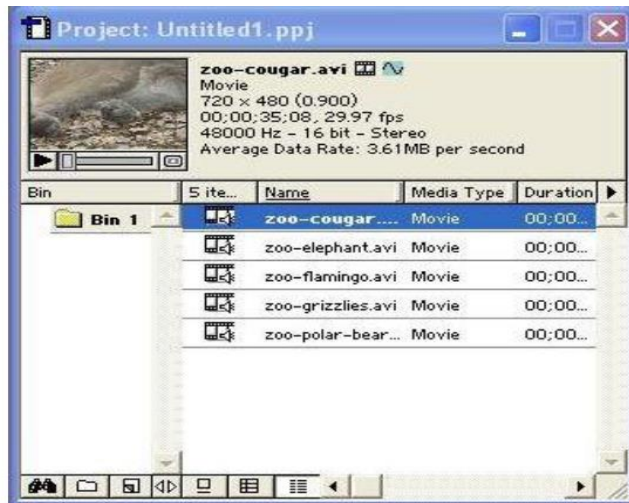 Project: Untitled1.ppj
zoo-cougar.avi
Movie
720 × 480 (0.900)
00;00;35;08, 29.97 fps
48000 Hz - 16 bit - Stereo
Average Data Rate: 3.61MB per second
Bin 5 ite... Name Media Type Duration
Bin 1 zoo-cougar.... Movie 00;00...
zoo-elephant.avi Movie 00;00...
zoo-flamingo.avi Movie 00;00...
zoo-grizzlies.avi Movie 00;00...
zoo-polar-bear... Movie 00;00...